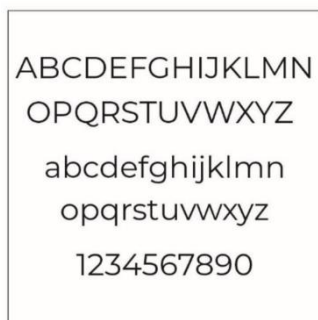 ABCDEFGHIJKLMN
OPQRSTUVWXYZ
abcdefghijklmn
opqrstuvwxyz
1234567890